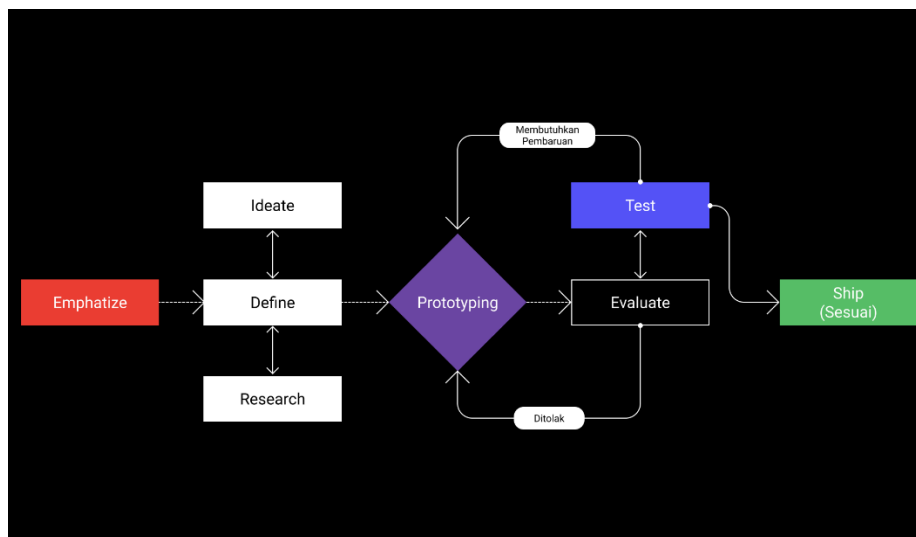 Membutuhkan
Pembaruan
Ideate
Test
Emphatize
Define
Prototyping
Evaluate
Ship
(Sesuai)
Research
Ditolak